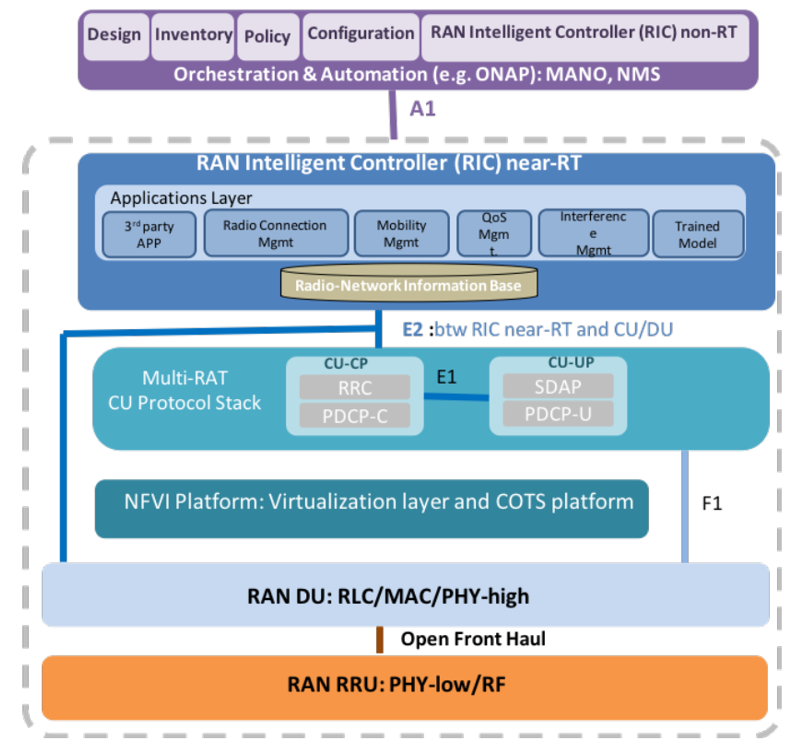 Design
Inventory
Policy
Configuration
RAN Intelligent Controller (RIC) non-RT
Orchestration & Automation (e.g. ONAP): MANO, NMS
A1
RAN Intelligent Controller (RIC) near-RT
Applications Layer
3rd party
APP
Radio Connection
Mgmt
Mobility
Mgmt
QoS
Mgm
t.
Interferenc
e
Mgmt
Trained
Model
Radio-Network Information Base
E2 :btw RIC near-RT and CU/DU
Multi-RAT
CU Protocol Stack
CU-CP
RRC
PDCP-C
E1
CU-UP
SDAP
PDCP-U
NFVI Platform: Virtualization layer and COTS platform
F1
RAN DU: RLC/MAC/PHY-high
Open Front Haul
RAN RRU: PHY-low/RF